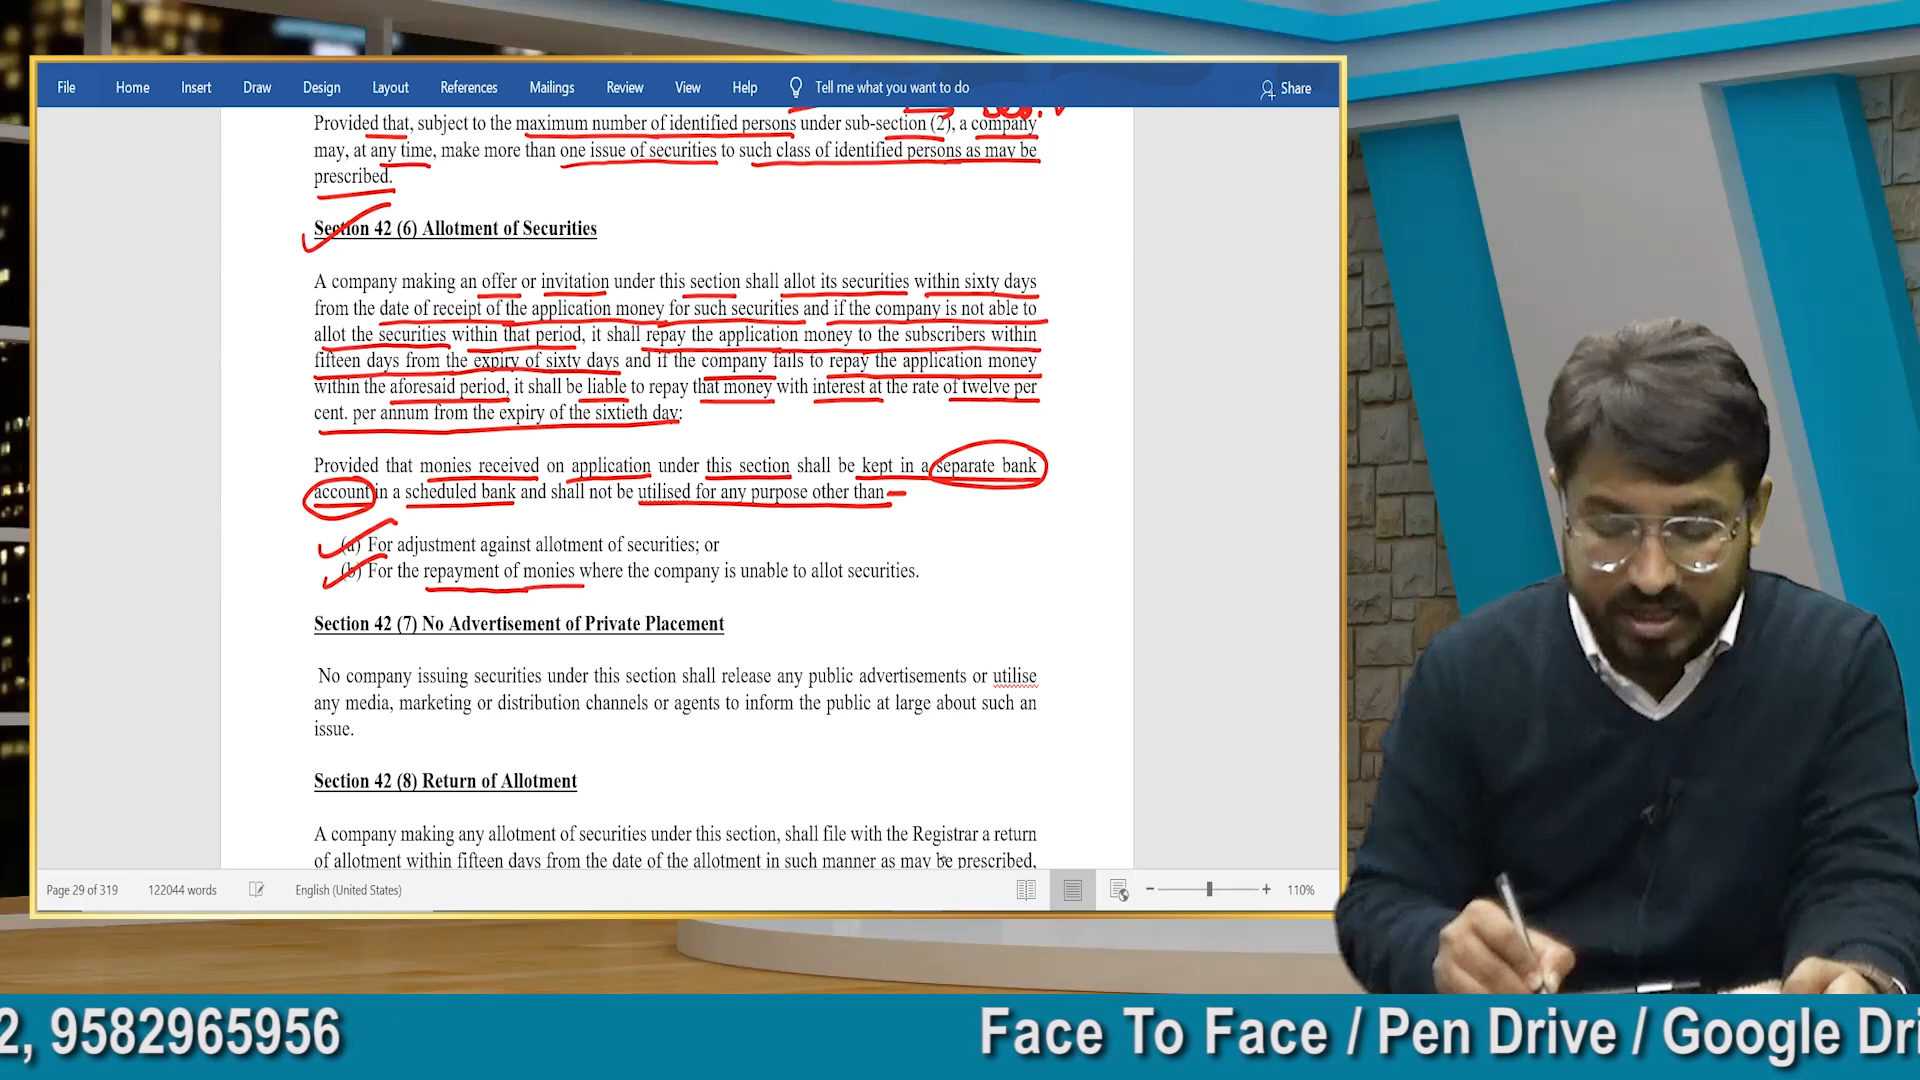 File Home Insert Draw Design Layout References Mailings Review View Help Tell me what you want to do Share
Provided that, subject to the maximum number of identified persons under sub-section (2), a company
may, at any time, make more than one issue of securities to such class of identified persons as may be
prescribed.
Section 42 (6) Allotment of Securities
A company making an offer or invitation under this section shall allot its securities within sixty days
from the date of receipt of the application money for such securities and if the company is not able to
allot the securities within that period, it shall repay the application money to the subscribers within
fifteen days from the expiry of sixty days and if the company fails to repay the application money
within the aforesaid period, it shall be liable to repay that money with interest at the rate of twelve per
cent. per annum from the expiry of the sixtieth day:
Provided that monies received on application under this section shall be kept in a separate bank
account in a scheduled bank and shall not be utilised for any purpose other than
(a) For adjustment against allotment of securities; or
(b) For the repayment of monies where the company is unable to allot securities.
Section 42 (7) No Advertisement of Private Placement
No company issuing securities under this section shall release any public advertisements or utilise
any media, marketing or distribution channels or agents to inform the public at large about such an
issue.
Section 42 (8) Return of Allotment
A company making any allotment of securities under this section, shall file with the Registrar a return
of allotment within fifteen days from the date of the allotment in such manner as may be prescribed,
Page 29 of 319 122044 words English (United States) 110%
2, 9582965956 Face To Face / Pen Drive / Google Dri